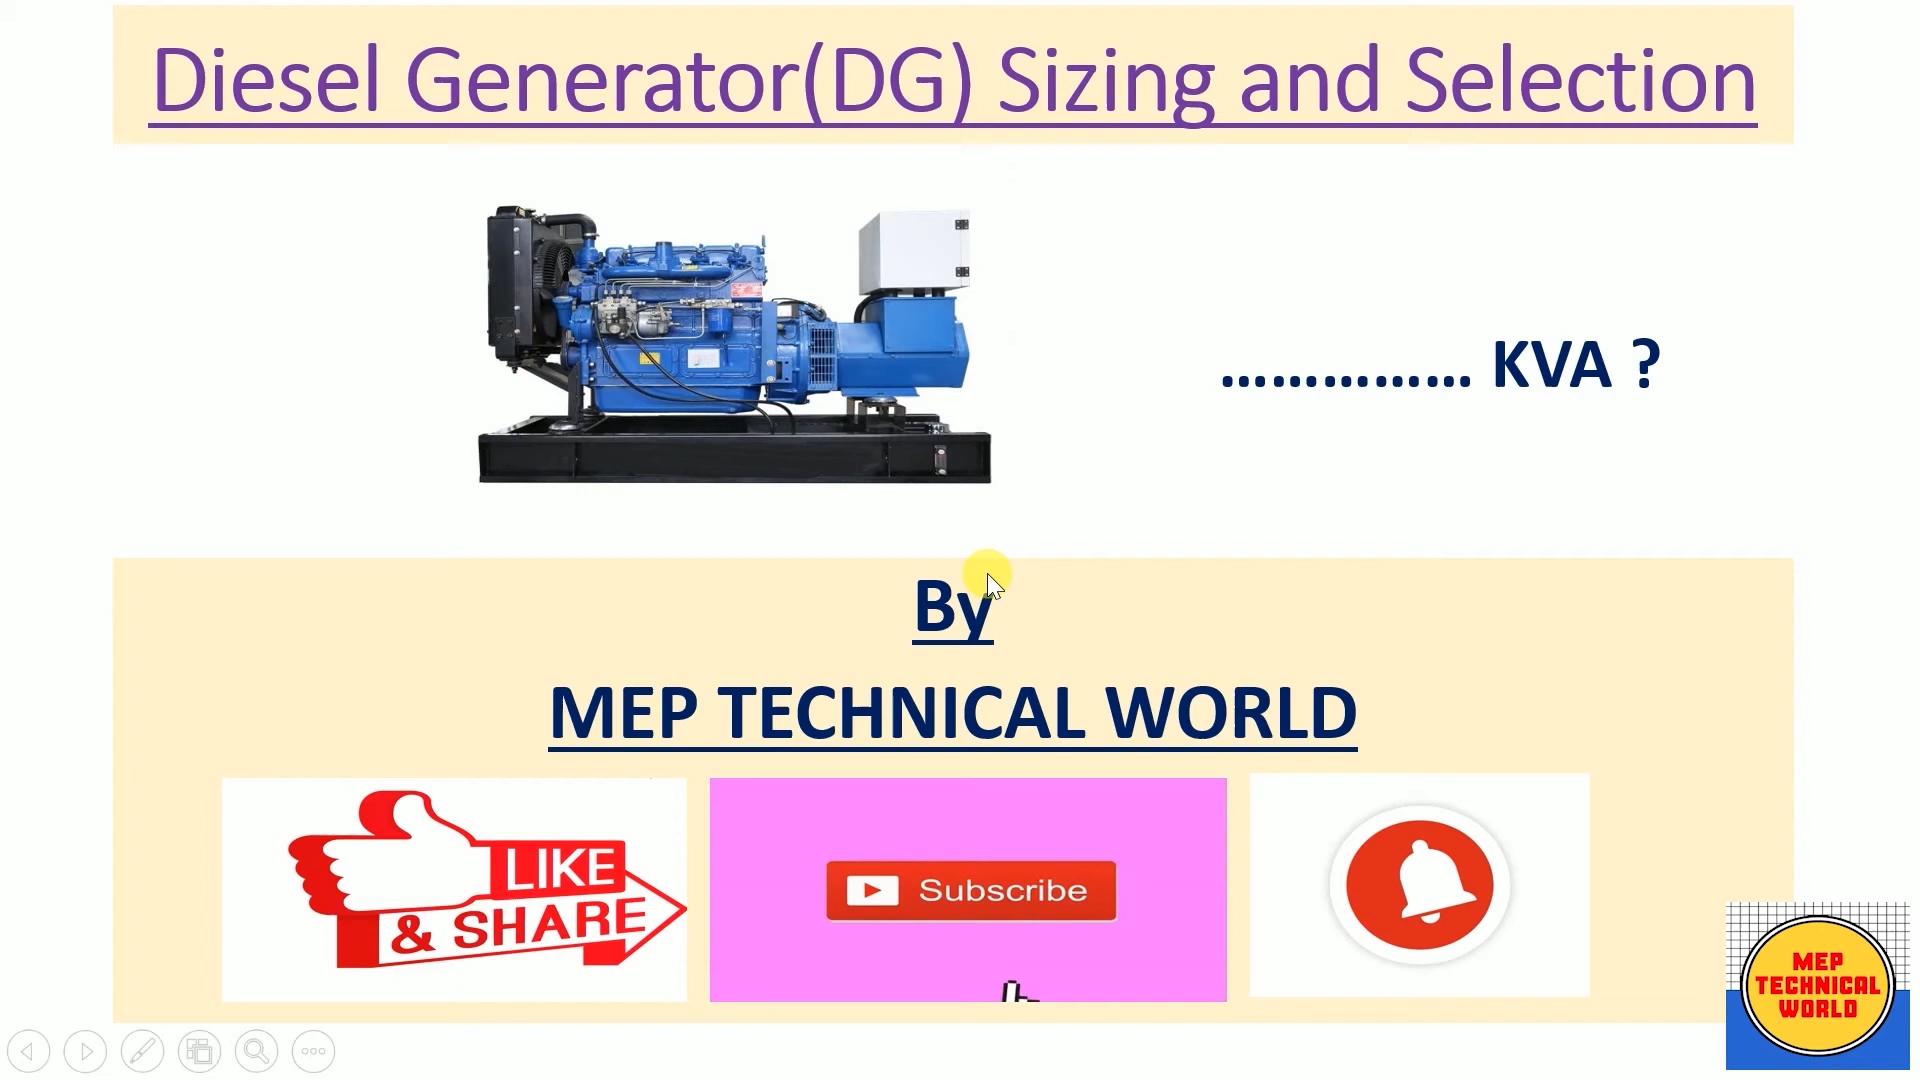 Diesel Generator(DG) Sizing and Selection
…………… KVA ?
By
MEP TECHNICAL WORLD
LIKE
& SHARE
Subscribe
MEP
TECHNICAL
WORLD